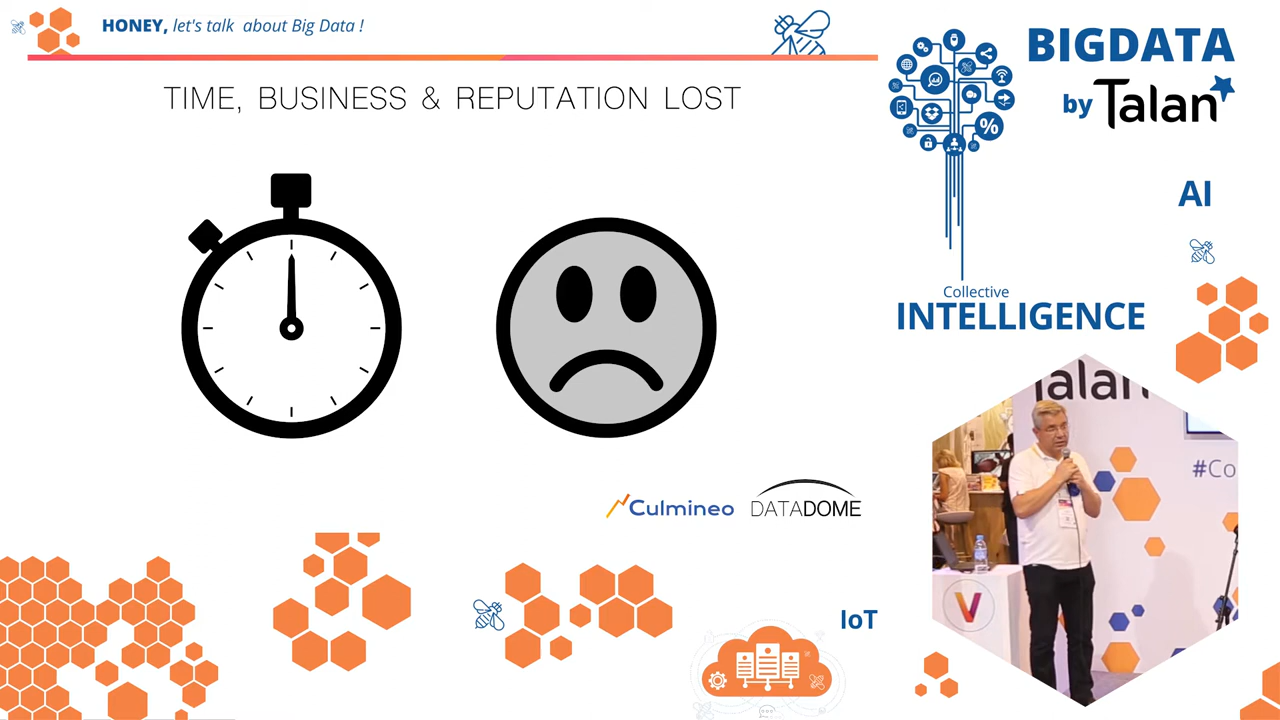 HONEY, let's talk about Big Data !
TIME, BUSINESS & REPUTATION LOST
Culmineo DATADOME
BIGDATA
by Talan
%
AI
Collective
INTELLIGENCE
Talan
#Co
V
IoT